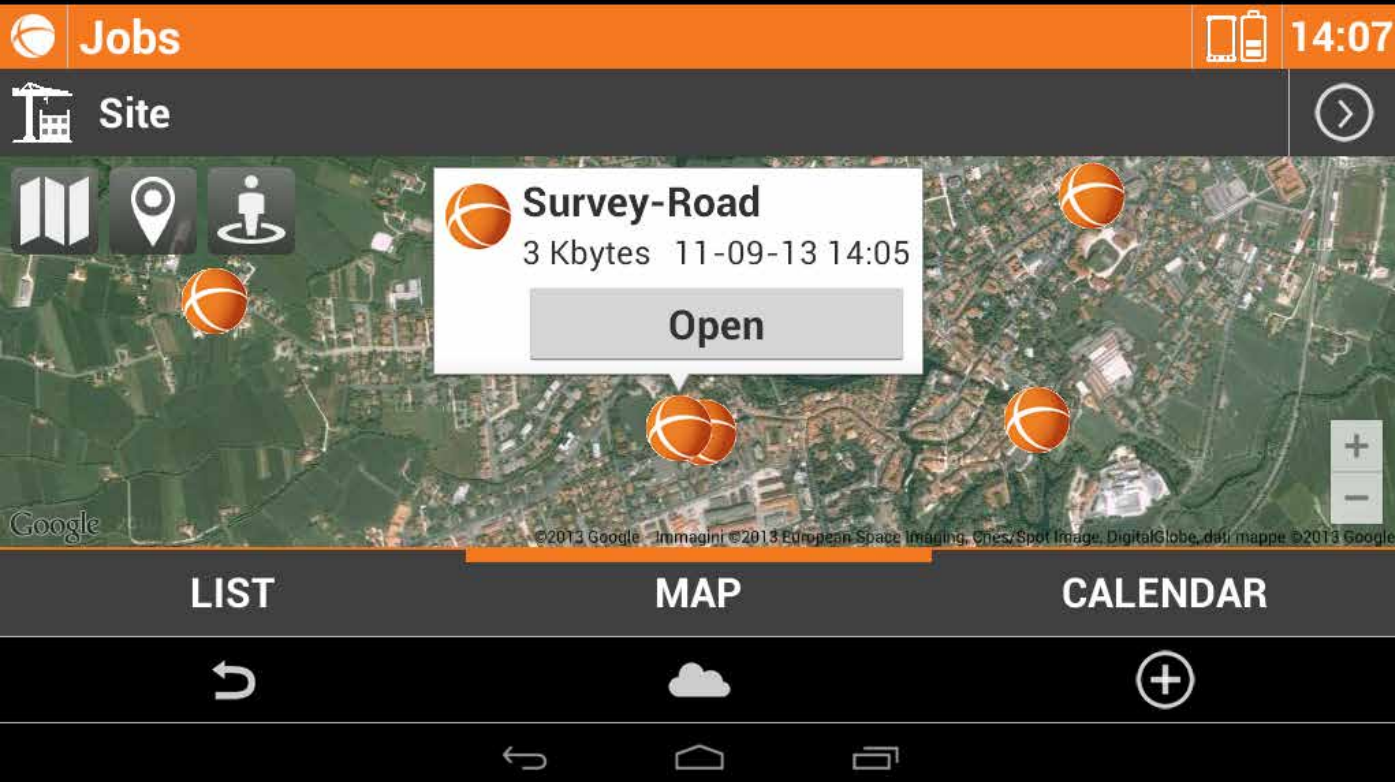 Jobs
14:07
Site
Survey-Road
3 Kbytes 11-09-13 14:05
Open
Google
©2013 Google Immagini ©2013 European Space Imaging, Cnes/Spot Image, DigitalGlobe, dati mappe ©2013 Google
LIST
MAP
CALENDAR